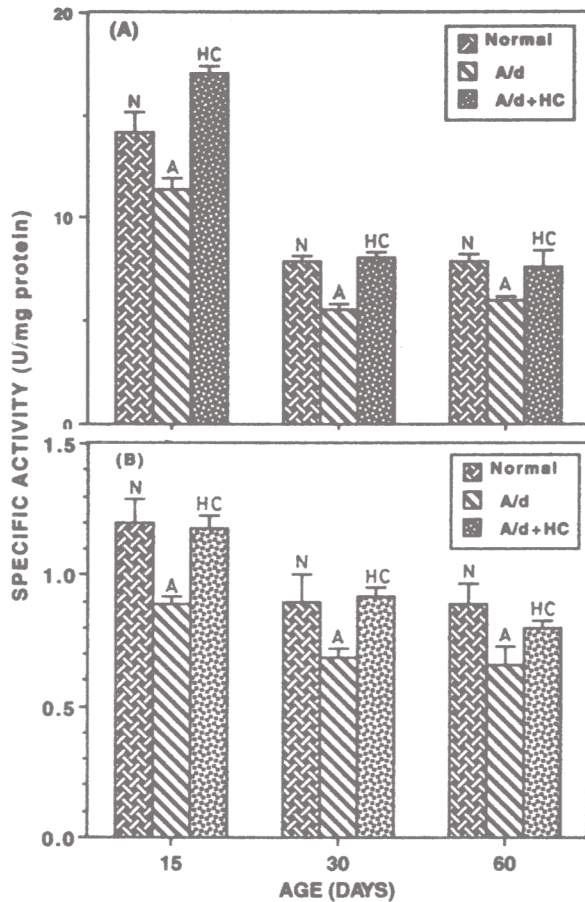 SPECIFIC ACTIVITY (U/mg protein)
(A)
20
10
0
N
A
HC
N
A
HC
N
A
HC
Normal
A/d
A/d+HC
(B)
1.5
1.0
0.5
0.0
N
A
HC
N
A
HC
N
A
HC
Normal
A/d
A/d+HC
15
30
60
AGE (DAYS)